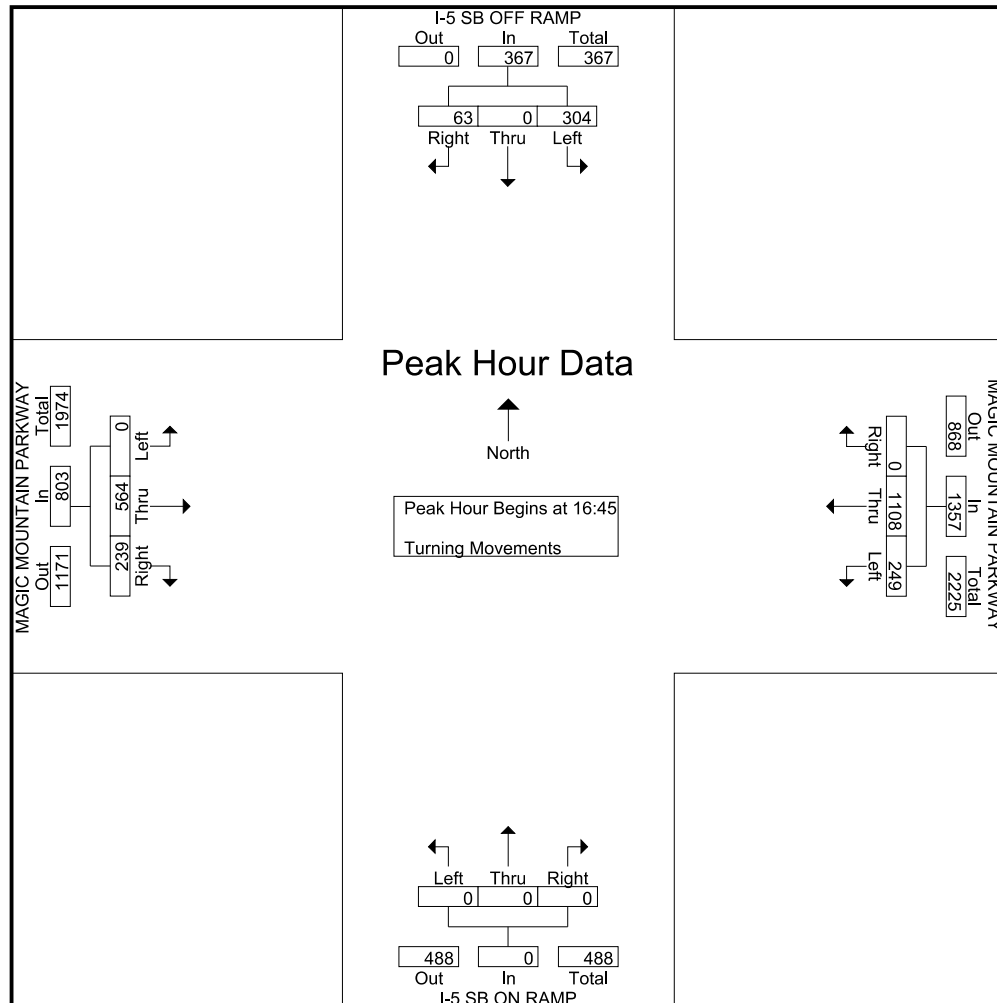 I-5 SB OFF RAMP
Out In Total
0 367 367
63 0 304
Right Thru Left
Peak Hour Data
North
Peak Hour Begins at 16:45
Turning Movements
MAGIC MOUNTAIN PARKWAY
Out In Total
1171 803 1974
239 564 0
Right Thru Left
MAGIC MOUNTAIN PARKWAY
Out In Total
868 1357 2225
0 1108 249
Right Thru Left
Left Thru Right
0 0 0
488 0 488
Out In Total
I-5 SB ON RAMP